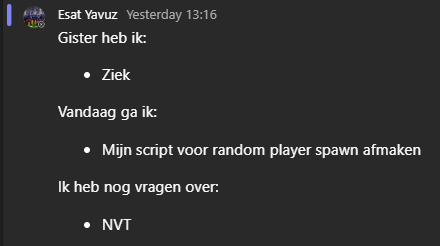 Esat Yavuz Yesterday 13:16
Gister heb ik:
• Ziek
Vandaag ga ik:
• Mijn script voor random player spawn afmaken
Ik heb nog vragen over:
• NVT